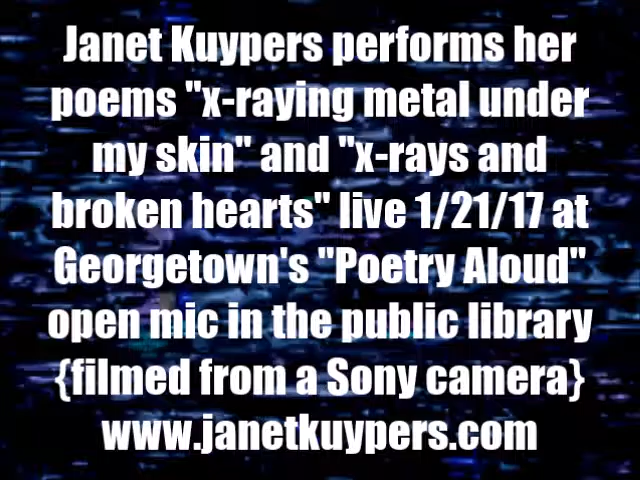 Janet Kuypers performs her
poems "x-raying metal under
my skin" and "x-rays and
broken hearts" live 1/21/17 at
Georgetown's "Poetry Aloud"
open mic in the public library
{filmed from a Sony camera}
www.janetkuypers.com